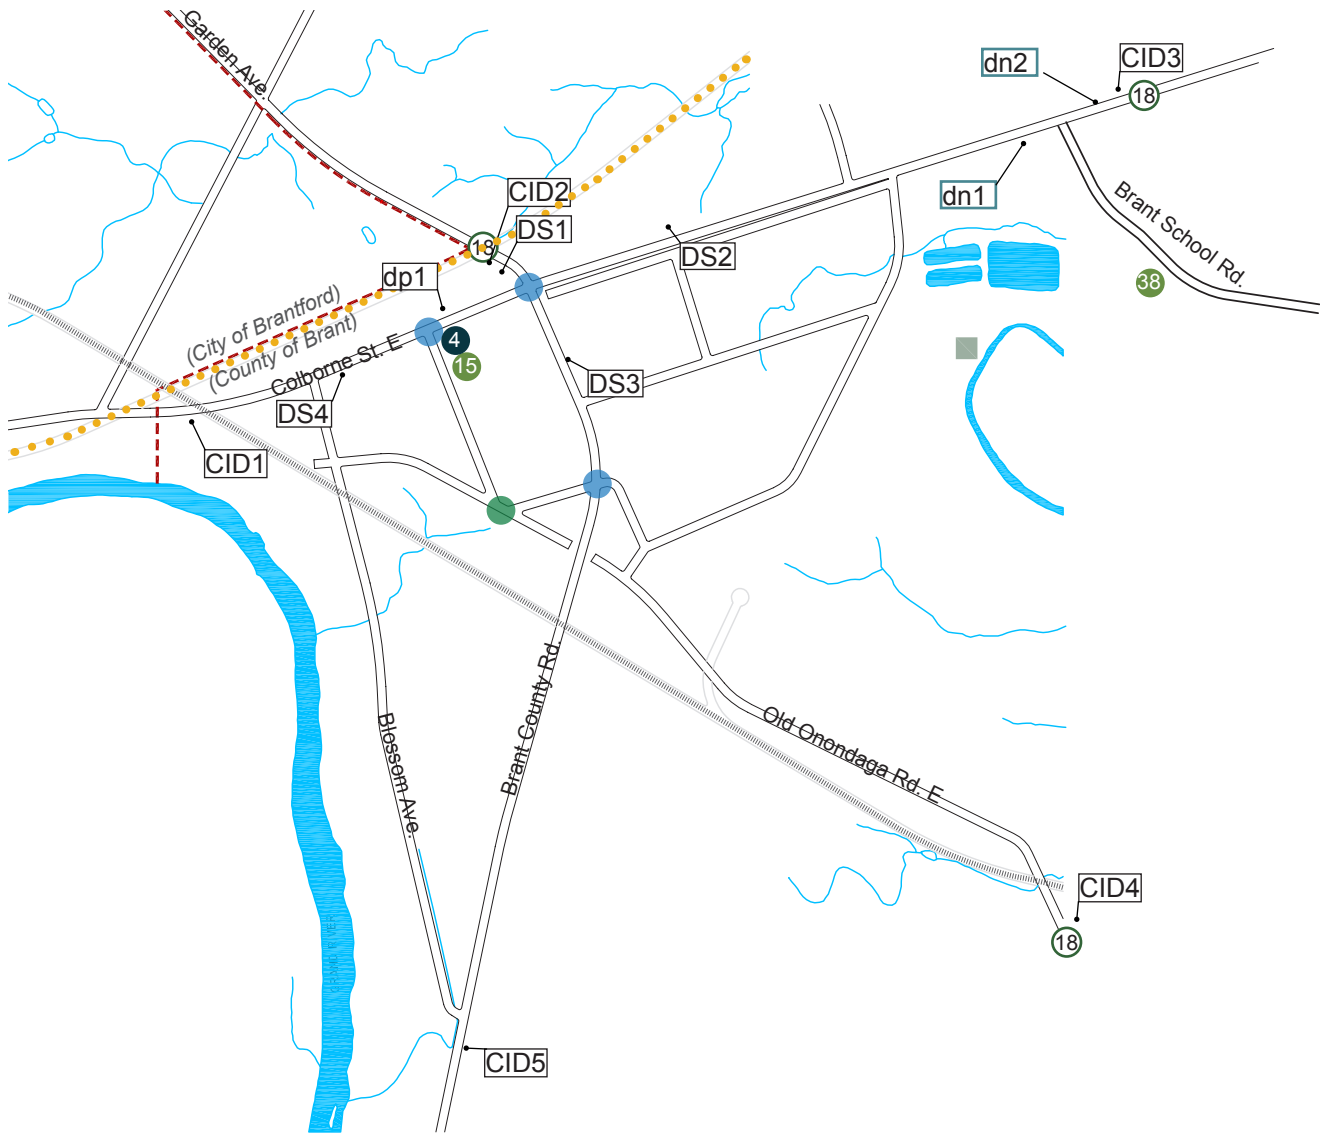 Garden Ave.
dn2
CID3
18
CID2
dn1
Brant School Rd.
DS1
18
DS2
dp1
38
(City of Brantford)
(County of Brant)
Colborne St. E
4
15
DS3
DS4
CID1
Brant County Rd.
Blossom Ave.
Old Onondaga Rd. E
CID4
18
CID5